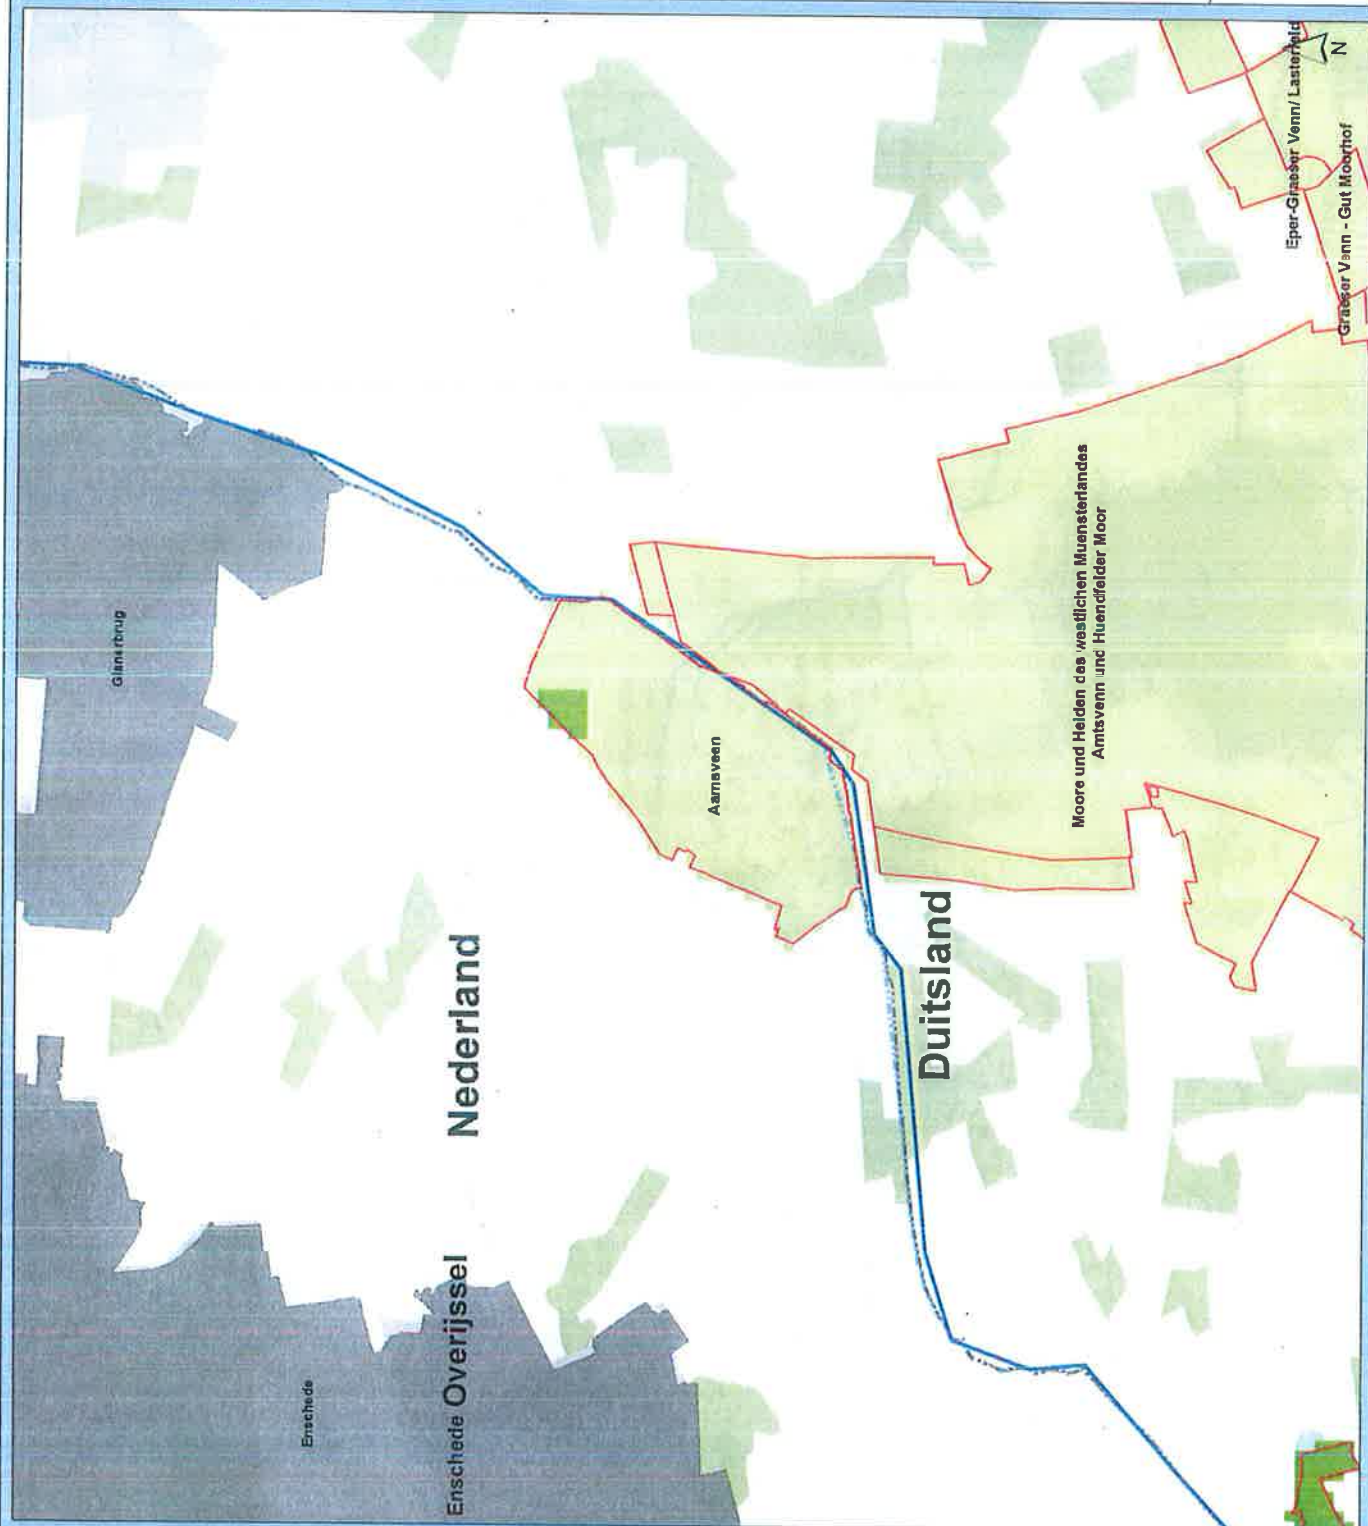 Glanerbrug
Enschede
Enschede Overijssel
Nederland
Aamsveen
Duitsland
Moore und Heiden des westlichen Muensterlandes
Amtsvenn und Huendfelder Moor
Eper-Graeser Venn/ Lasterfeld
Graeser Venn - Gut Moorhof
N